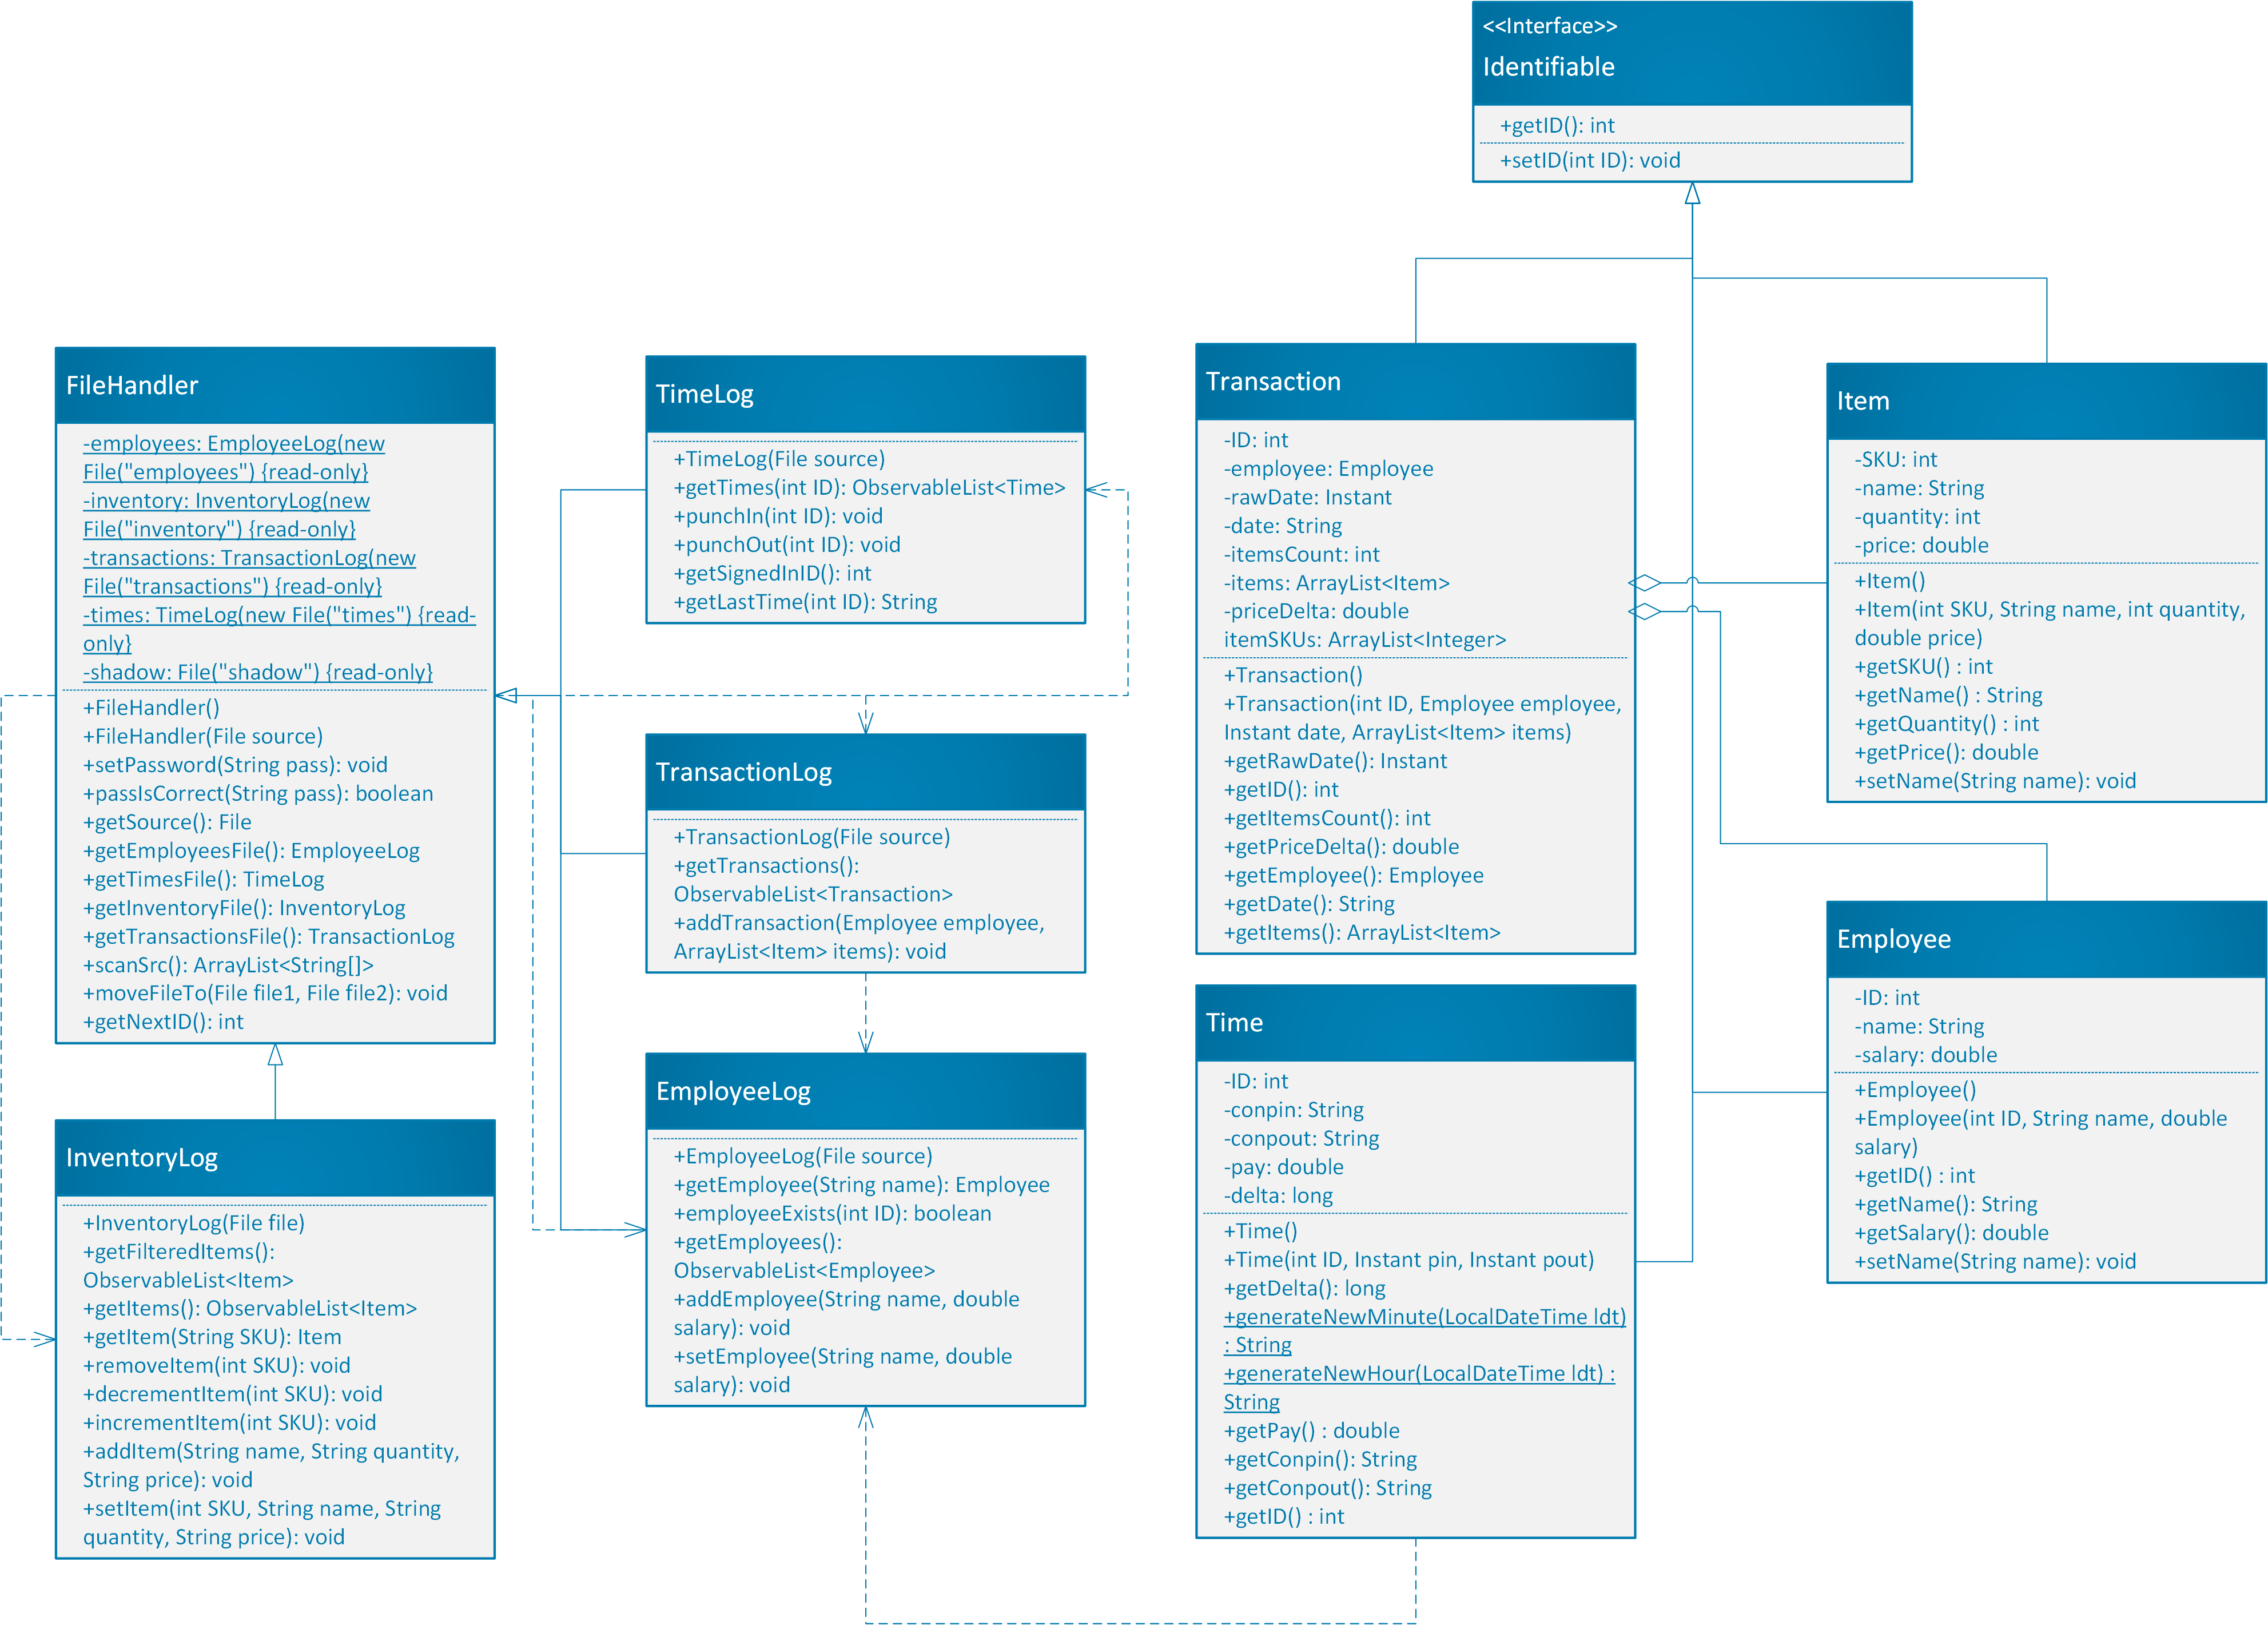 <<Interface>>
Identifiable
+getID(): int
+setID(int ID): void
FileHandler
-employees: EmployeeLog(new
File("employees") {read-only}
-inventory: InventoryLog(new
File("inventory") {read-only}
-transactions: TransactionLog(new
File("transactions") {read-only}
-times: TimeLog(new File("times") {read-
only}
-shadow: File("shadow") {read-only}
+FileHandler()
+FileHandler(File source)
+setPassword(String pass): void
+passIsCorrect(String pass): boolean
+getSource(): File
+getEmployeesFile(): EmployeeLog
+getTimesFile(): TimeLog
+getInventoryFile(): InventoryLog
+getTransactionsFile(): TransactionLog
+scanSrc(): ArrayList<String[]>
+moveFileTo(File file1, File file2): void
+getNextID(): int
InventoryLog
+InventoryLog(File file)
+getFilteredItems():
ObservableList<Item>
+getItems(): ObservableList<Item>
+getItem(String SKU): Item
+removeItem(int SKU): void
+decrementItem(int SKU): void
+incrementItem(int SKU): void
+addItem(String name, String quantity,
String price): void
+setItem(int SKU, String name, String
quantity, String price): void
TimeLog
+TimeLog(File source)
+getTimes(int ID): ObservableList<Time>
+punchIn(int ID): void
+punchOut(int ID): void
+getSignedInID(): int
+getLastTime(int ID): String
TransactionLog
+TransactionLog(File source)
+getTransactions():
ObservableList<Transaction>
+addTransaction(Employee employee,
ArrayList<Item> items): void
EmployeeLog
+EmployeeLog(File source)
+getEmployee(String name): Employee
+employeeExists(int ID): boolean
+getEmployees():
ObservableList<Employee>
+addEmployee(String name, double
salary): void
+setEmployee(String name, double
salary): void
Transaction
-ID: int
-employee: Employee
-rawDate: Instant
-date: String
-itemsCount: int
-items: ArrayList<Item>
-priceDelta: double
itemSKUs: ArrayList<Integer>
+Transaction()
+Transaction(int ID, Employee employee,
Instant date, ArrayList<Item> items)
+getRawDate(): Instant
+getID(): int
+getItemsCount(): int
+getPriceDelta(): double
+getEmployee(): Employee
+getDate(): String
+getItems(): ArrayList<Item>
Time
-ID: int
-conpin: String
-conpout: String
-pay: double
-delta: long
+Time()
+Time(int ID, Instant pin, Instant pout)
+getDelta(): long
+generateNewMinute(LocalDateTime ldt)
: String
+generateNewHour(LocalDateTime ldt) :
String
+getPay() : double
+getConpin(): String
+getConpout(): String
+getID() : int
Item
-SKU: int
-name: String
-quantity: int
-price: double
+Item()
+Item(int SKU, String name, int quantity,
double price)
+getSKU() : int
+getName() : String
+getQuantity() : int
+getPrice(): double
+setName(String name): void
Employee
-ID: int
-name: String
-salary: double
+Employee()
+Employee(int ID, String name, double
salary)
+getID() : int
+getName(): String
+getSalary(): double
+setName(String name): void